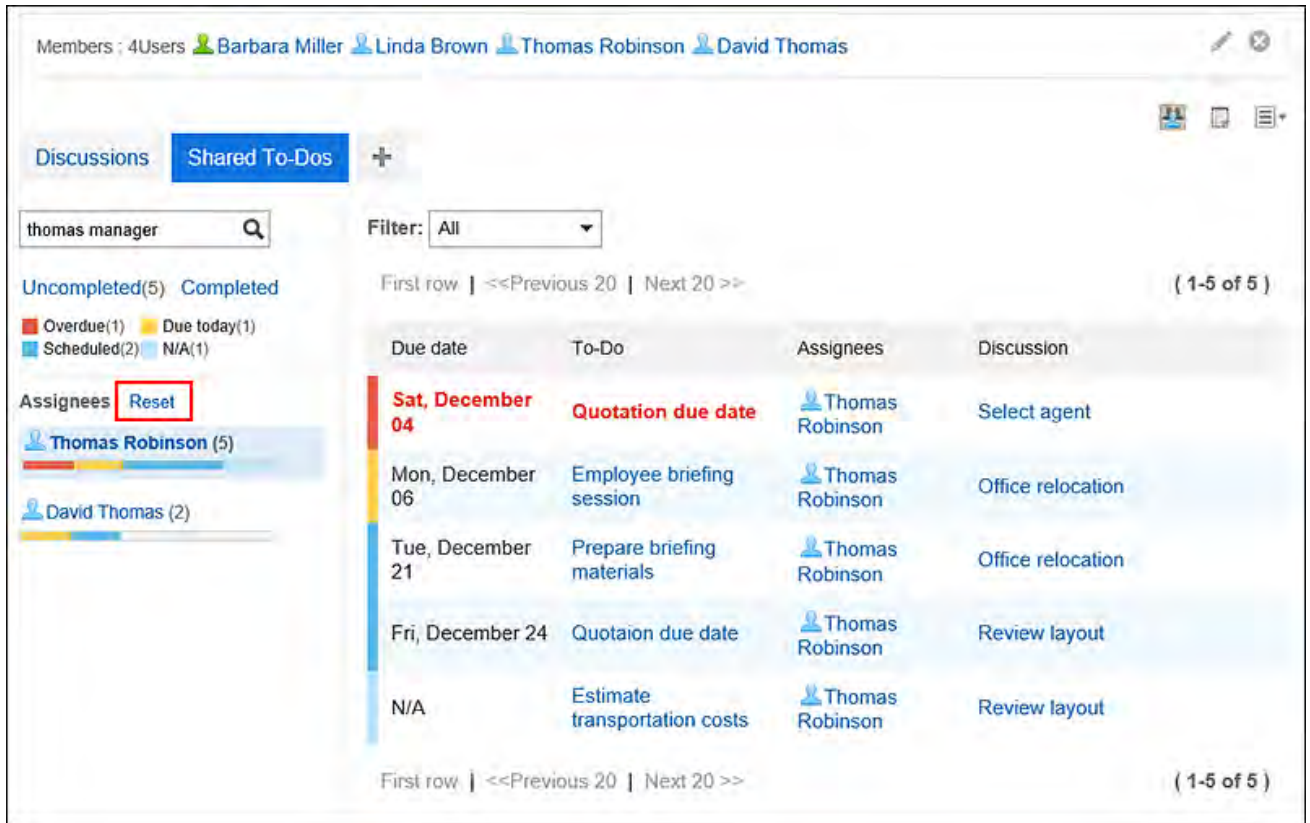 Members : 4Users Barbara Miller Linda Brown Thomas Robinson David Thomas
Discussions Shared To-Dos
thomas manager
Filter: All
Uncompleted(5) Completed
First row | <<Previous 20 | Next 20 >> ( 1-5 of 5 )
Overdue(1) Due today(1)
Scheduled(2) N/A(1)
Due date To-Do Assignees Discussion
Assignees Reset
Thomas Robinson (5)
David Thomas (2)
Sat, December
04
Quotation due date
Thomas
Robinson
Select agent
Mon, December
06
Employee briefing
session
Thomas
Robinson
Office relocation
Tue, December
21
Prepare briefing
materials
Thomas
Robinson
Office relocation
Fri, December 24
Quotaion due date
Thomas
Robinson
Review layout
N/A
Estimate
transportation costs
Thomas
Robinson
Review layout
First row | <<Previous 20 | Next 20 >> ( 1-5 of 5 )